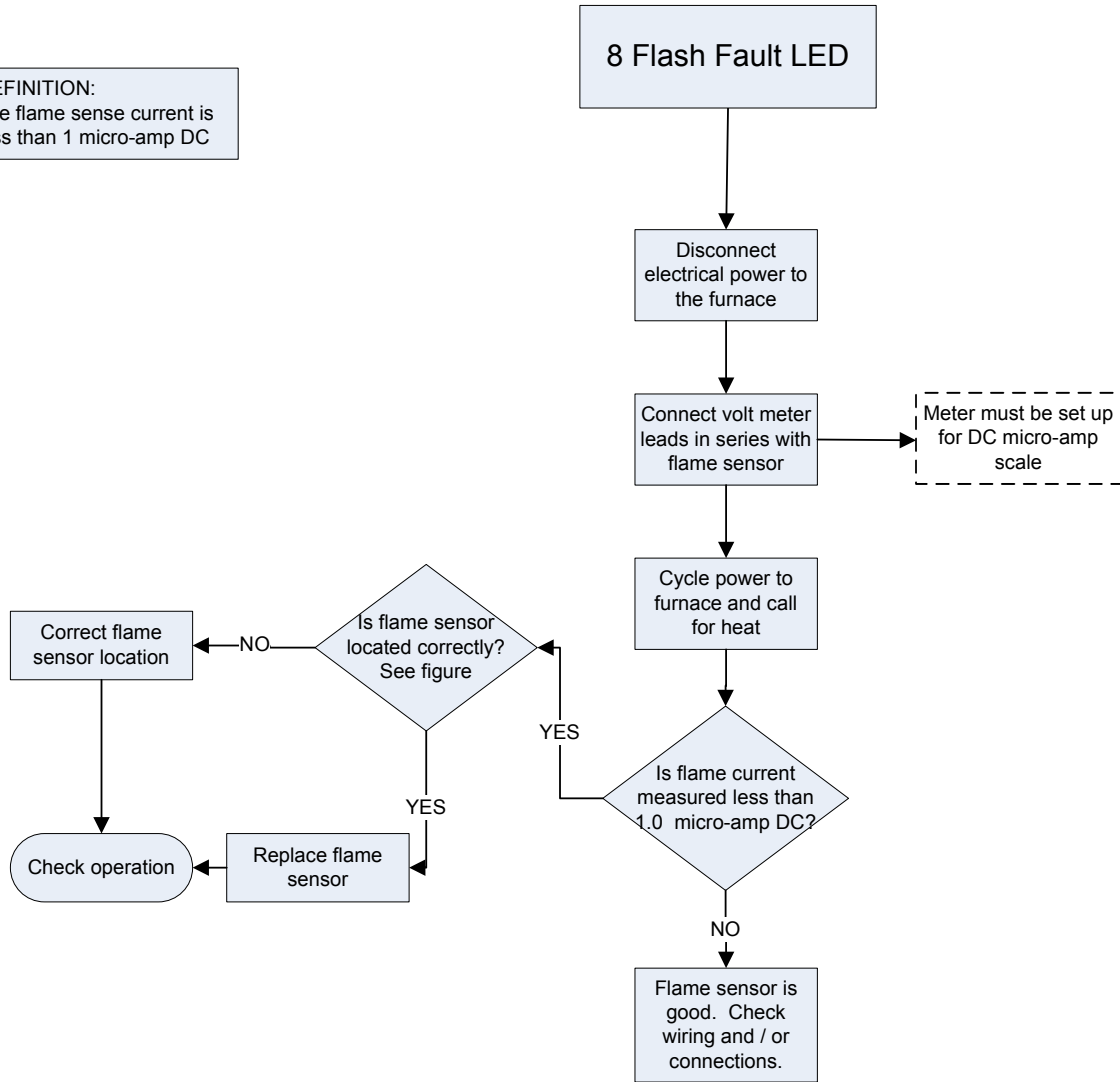 8 Flash Fault LED
EFINITION:
e flame sense current is
s than 1 micro-amp DC
Disconnect
electrical power to
the furnace
Connect volt meter
leads in series with
flame sensor
Meter must be set up
for DC micro-amp
scale
Cycle power to
furnace and call
for heat
Is flame sensor
located correctly?
See figure
NO
Correct flame
sensor location
YES
Is flame current
measured less than
1.0 micro-amp DC?
YES
Replace flame
sensor
Check operation
NO
Flame sensor is
good. Check
wiring and / or
connections.